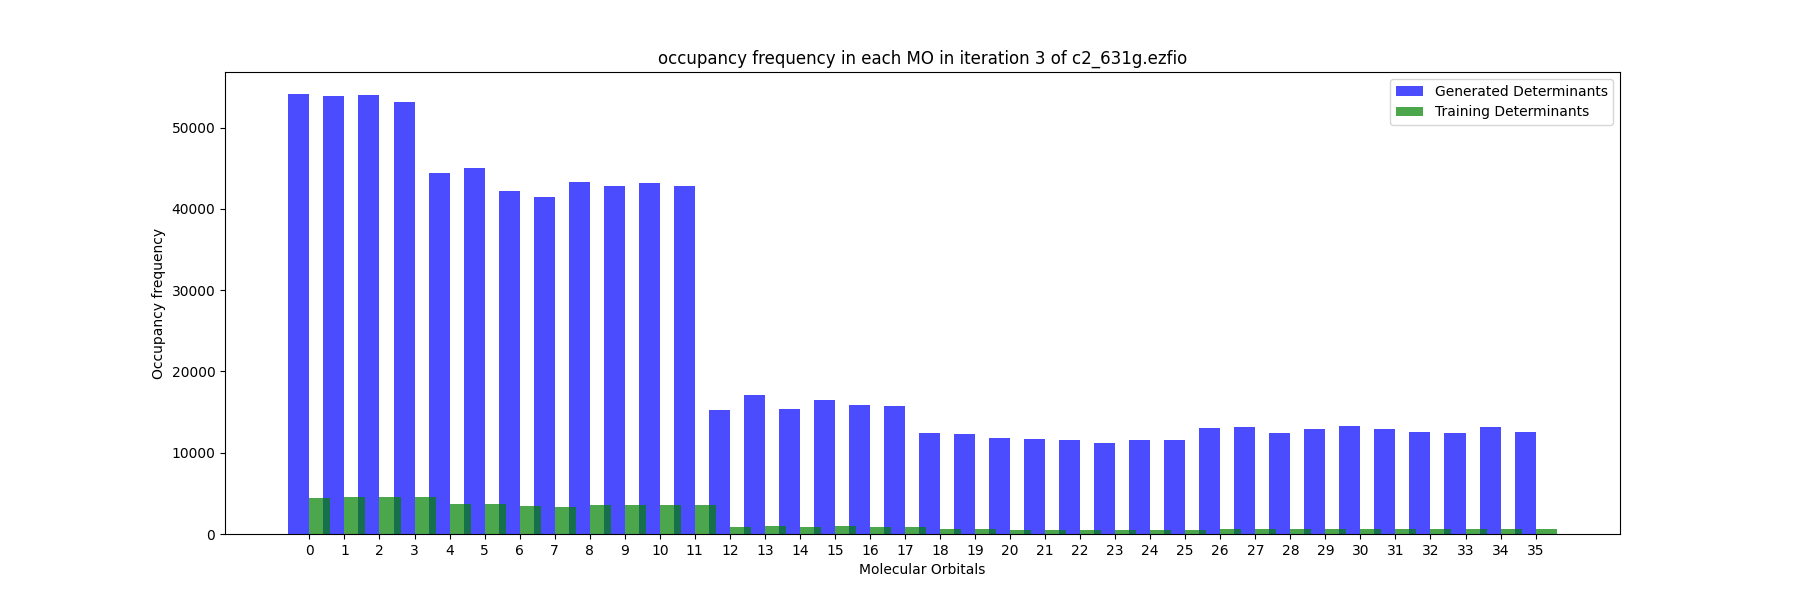 occupancy frequency in each MO in iteration 3 of c2_631g.ezfio
Generated Determinants
Training Determinants
Occupancy frequency
50000
40000
30000
20000
10000
0
0 1 2 3 4 5 6 7 8 9 10 11 12 13 14 15 16 17 18 19 20 21 22 23 24 25 26 27 28 29 30 31 32 33 34 35
Molecular Orbitals